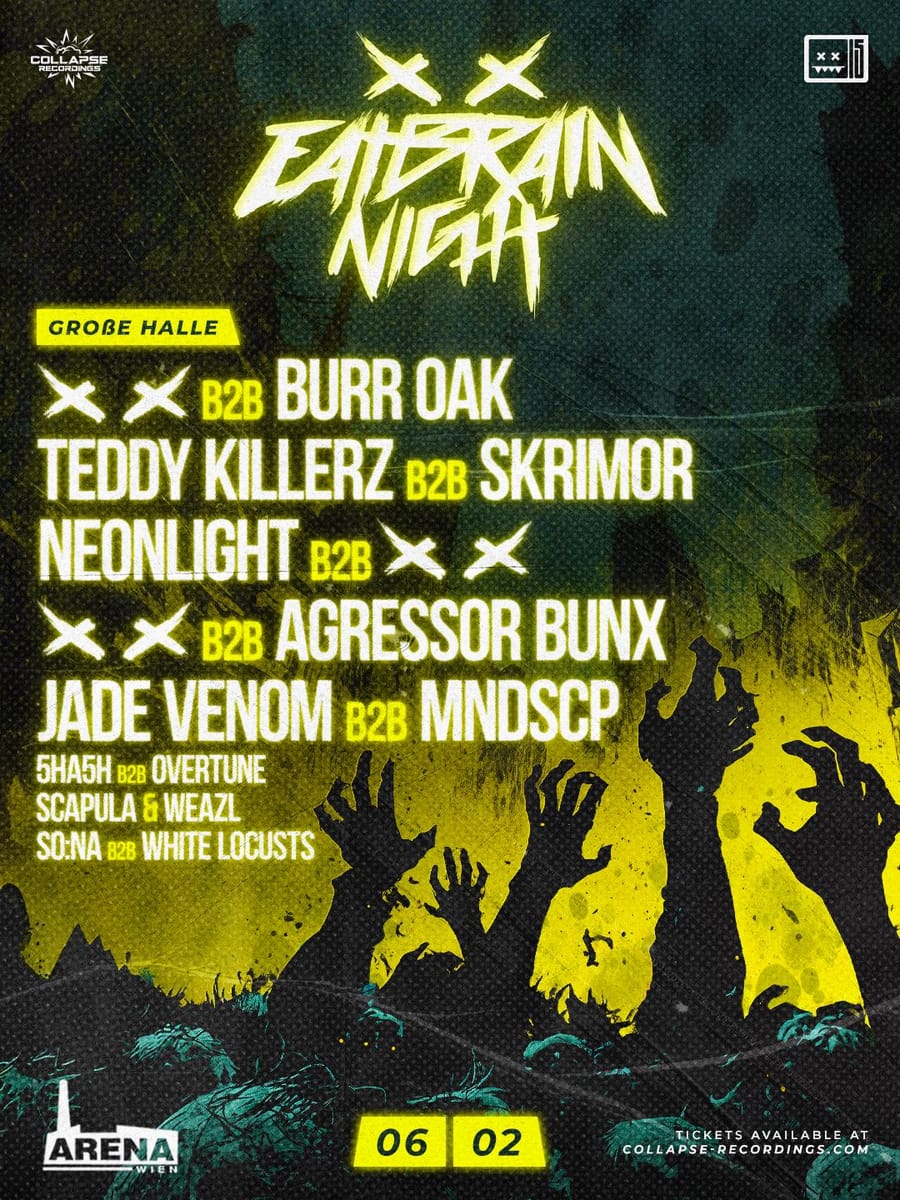 COLLAPSE
RECORDINGS
15
EATBRAIN
NIGHT
GROßE HALLE
X X B2B BURR OAK
TEDDY KILLERZ B2B SKRIMOR
NEONLIGHT B2B X X
X X B2B AGRESSOR BUNX
JADE VENOM B2B MNDSCP
5HA5H B2B OVERTUNE
SCAPULA & WEAZL
SO:NA B2B WHITE LOCUSTS
ARENA
WIEN
06 02
TICKETS AVAILABLE AT
COLLAPSE-RECORDINGS.COM